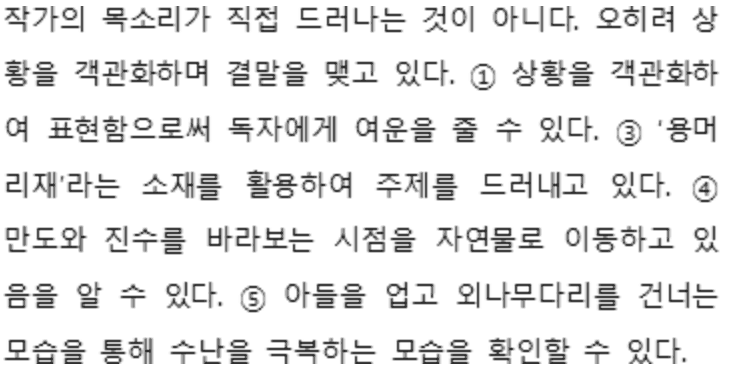 작가의 목소리가 직접 드러나는 것이 아니다. 오히려 상
황을 객관화하며 결말을 맺고 있다. ① 상황을 객관화하
여 표현함으로써 독자에게 여운을 줄 수 있다. ③ '용머
리재'라는 소재를 활용하여 주제를 드러내고 있다. ④
만도와 진수를 바라보는 시점을 자연물로 이동하고 있
음을 알 수 있다. ⑤ 아들을 업고 외나무다리를 건너는
모습을 통해 수난을 극복하는 모습을 확인할 수 있다.